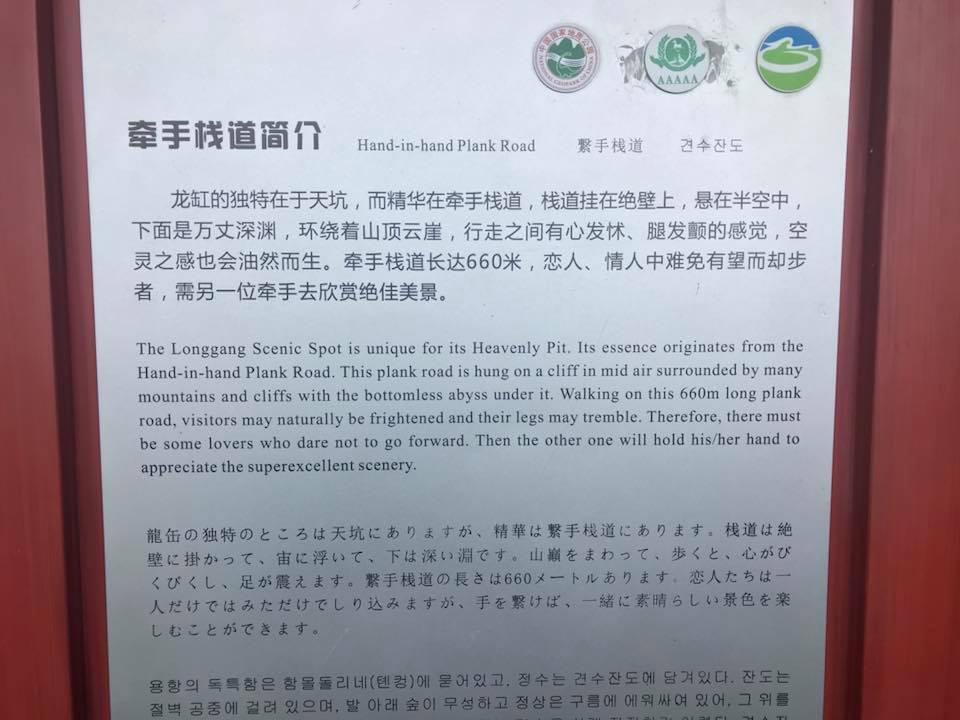 中国国家地质公园
NATIONAL GEOPARK OF CHINA
AAAAA
牵手栈道简介 Hand-in-hand Plank Road 繋手桟道 견수잔도
龙缸的独特在于天坑，而精华在牵手栈道，栈道挂在绝壁上，悬在半空中，
下面是万丈深渊，环绕着山顶云崖，行走之间有心发怵、腿发颤的感觉，空
灵之感也会油然而生。牵手栈道长达660米，恋人、情人中难免有望而却步
者，需另一位牵手去欣赏绝佳美景。
The Longgang Scenic Spot is unique for its Heavenly Pit. Its essence originates from the
Hand-in-hand Plank Road. This plank road is hung on a cliff in mid air surrounded by many
mountains and cliffs with the bottomless abyss under it. Walking on this 660m long plank
road, visitors may naturally be frightened and their legs may tremble. Therefore, there must
be some lovers who dare not to go forward. Then the other one will hold his/her hand to
appreciate the superexcellent scenery.
龍缶の独特のところは天坑にありますが、精華は繋手桟道にあります。桟道は絶
壁に掛かって、宙に浮いて、下は深い淵です。山巓をまわって、歩くと、心がび
くびくし、足が震えます。繋手桟道の長さは660メートルあります。恋人たちは一
人だけではみただけでしり込みますが、手を繋けば、一緒に素晴らしい景色を楽
しむことができます。
용항의 독특함은 함몰돌리네(톈컹)에 묻어있고, 정수는 견수잔도에 담겨있다. 잔도는
절벽 공중에 걸려 있으며, 발 아래 숲이 무성하고 정상은 구름에 에워싸여 있어, 그 위를